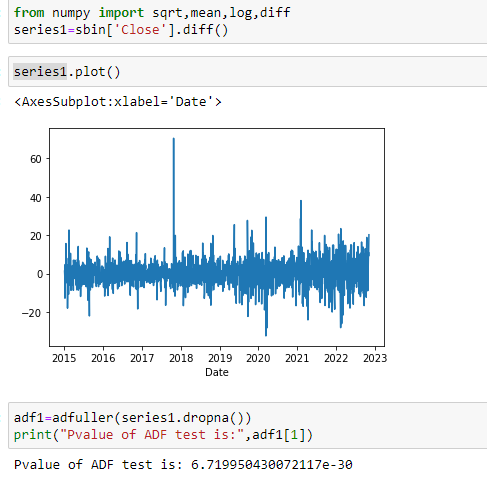 from numpy import sqrt,mean,log,diff
series1=sbin['Close'].diff()
series1.plot()
<AxesSubplot:xlabel='Date'>
60
40
20
0
−20
2015 2016 2017 2018 2019 2020 2021 2022 2023
Date
adf1=adfuller(series1.dropna())
print("Pvalue of ADF test is:",adf1[1])
Pvalue of ADF test is: 6.719950430072117e-30